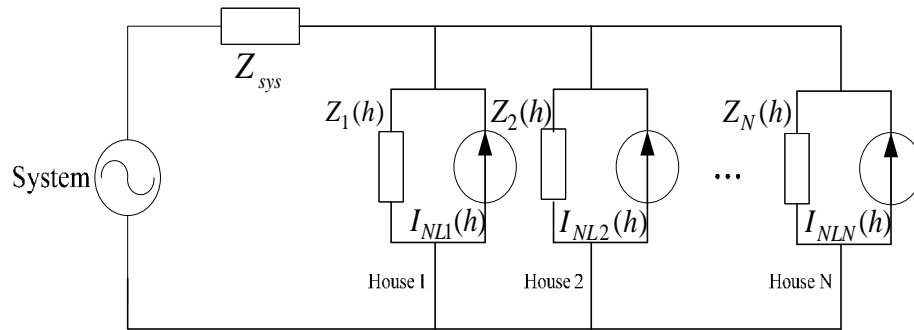 Z_sys
Z_1(h)
Z_2(h)
Z_N(h)
System
...
I_NL1(h)
I_NL2(h)
I_NLN(h)
House 1
House 2
House N